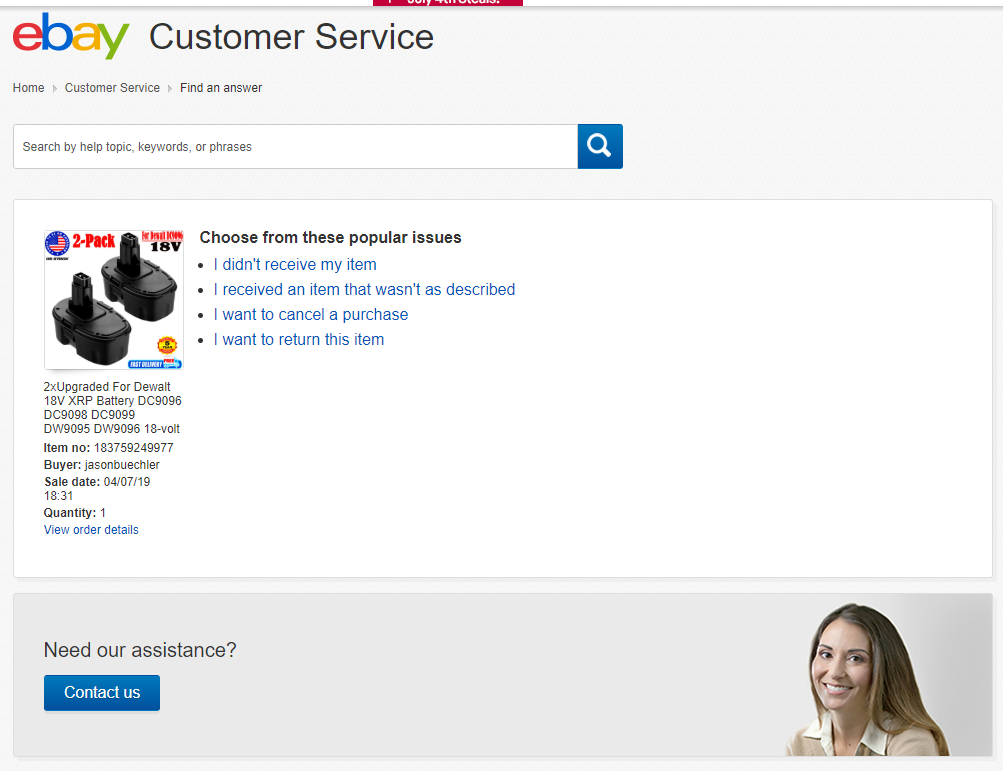 July 4th Steals!
ebay Customer Service
Home Customer Service Find an answer
Search by help topic, keywords, or phrases
2-Pack
For Dewalt DC9096
18V
Choose from these popular issues
I didn't receive my item
I received an item that wasn't as described
I want to cancel a purchase
I want to return this item
FAST DELIVERY
2xUpgraded For Dewalt
18V XRP Battery DC9096
DC9098 DC9099
DW9095 DW9096 18-volt
Item no: 183759249977
Buyer: jasonbuechler
Sale date: 04/07/19
18:31
Quantity: 1
View order details
Need our assistance?
Contact us